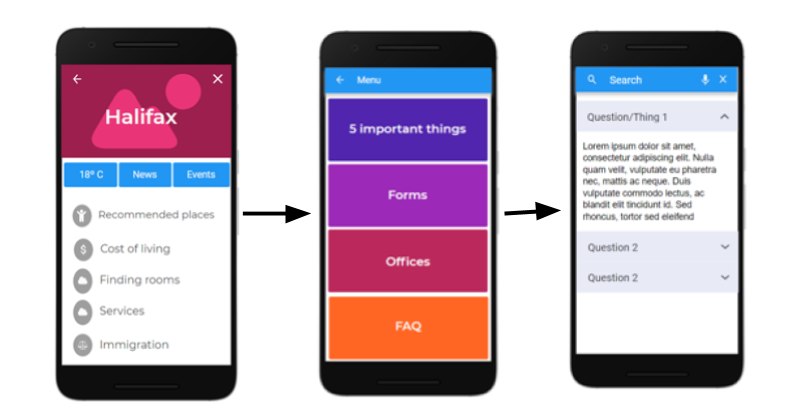 Halifax
18º C News Events
Recommended places
Cost of living
Finding rooms
Services
Immigration
Menu
5 important things
Forms
Offices
FAQ
Search
Question/Thing 1
Lorem ipsum dolor sit amet,
consectetur adipiscing elit. Nulla
quam velit, vulputate eu pharetra
nec, mattis ac neque. Duis
vulputate commodo lectus, ac
blandit elit tincidunt id. Sed
rhoncus, tortor sed eleifend
Question 2
Question 2